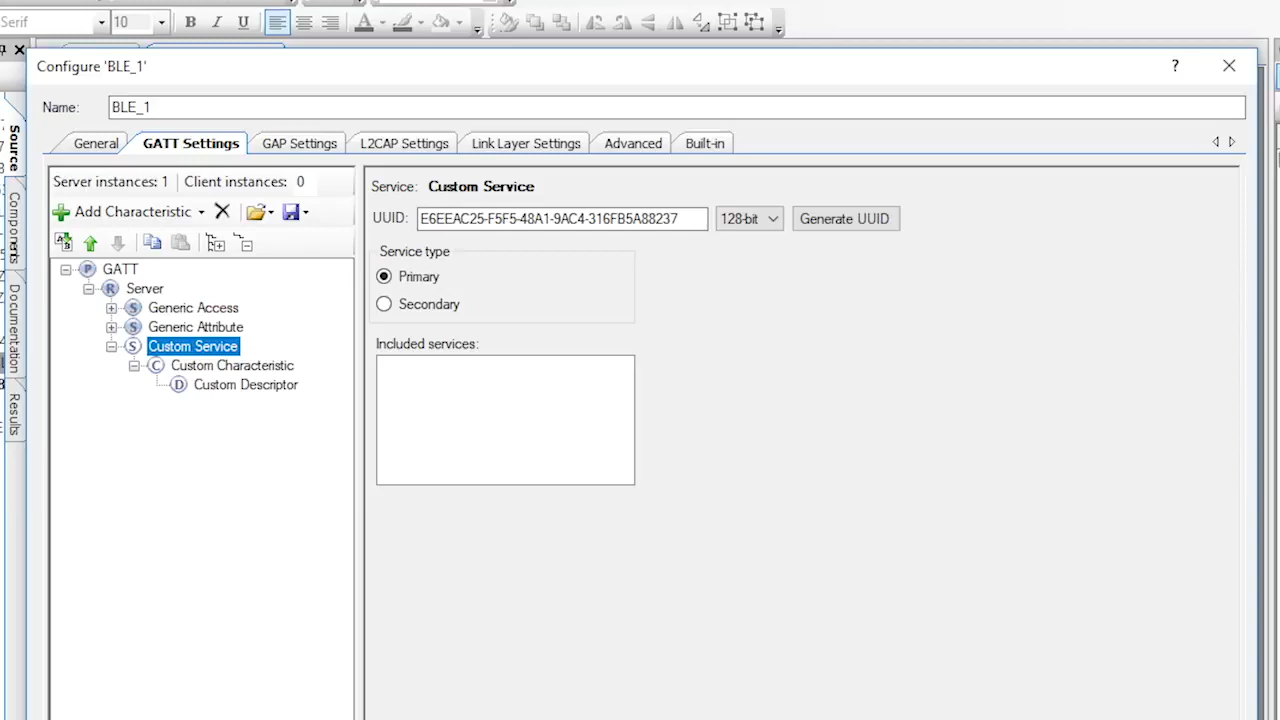 Serif 10 B I U A
Configure 'BLE_1' ?
Name: BLE_1
General GATT Settings GAP Settings L2CAP Settings Link Layer Settings Advanced Built-in
Source
Components
Documentation
Results
Server instances: 1 Client instances: 0
Add Characteristic
P GATT
R Server
S Generic Access
S Generic Attribute
S Custom Service
C Custom Characteristic
D Custom Descriptor
Service: Custom Service
UUID: E6EEAC25-F5F5-48A1-9AC4-316FB5A88237 128-bit Generate UUID
Service type
Primary
Secondary
Included services: